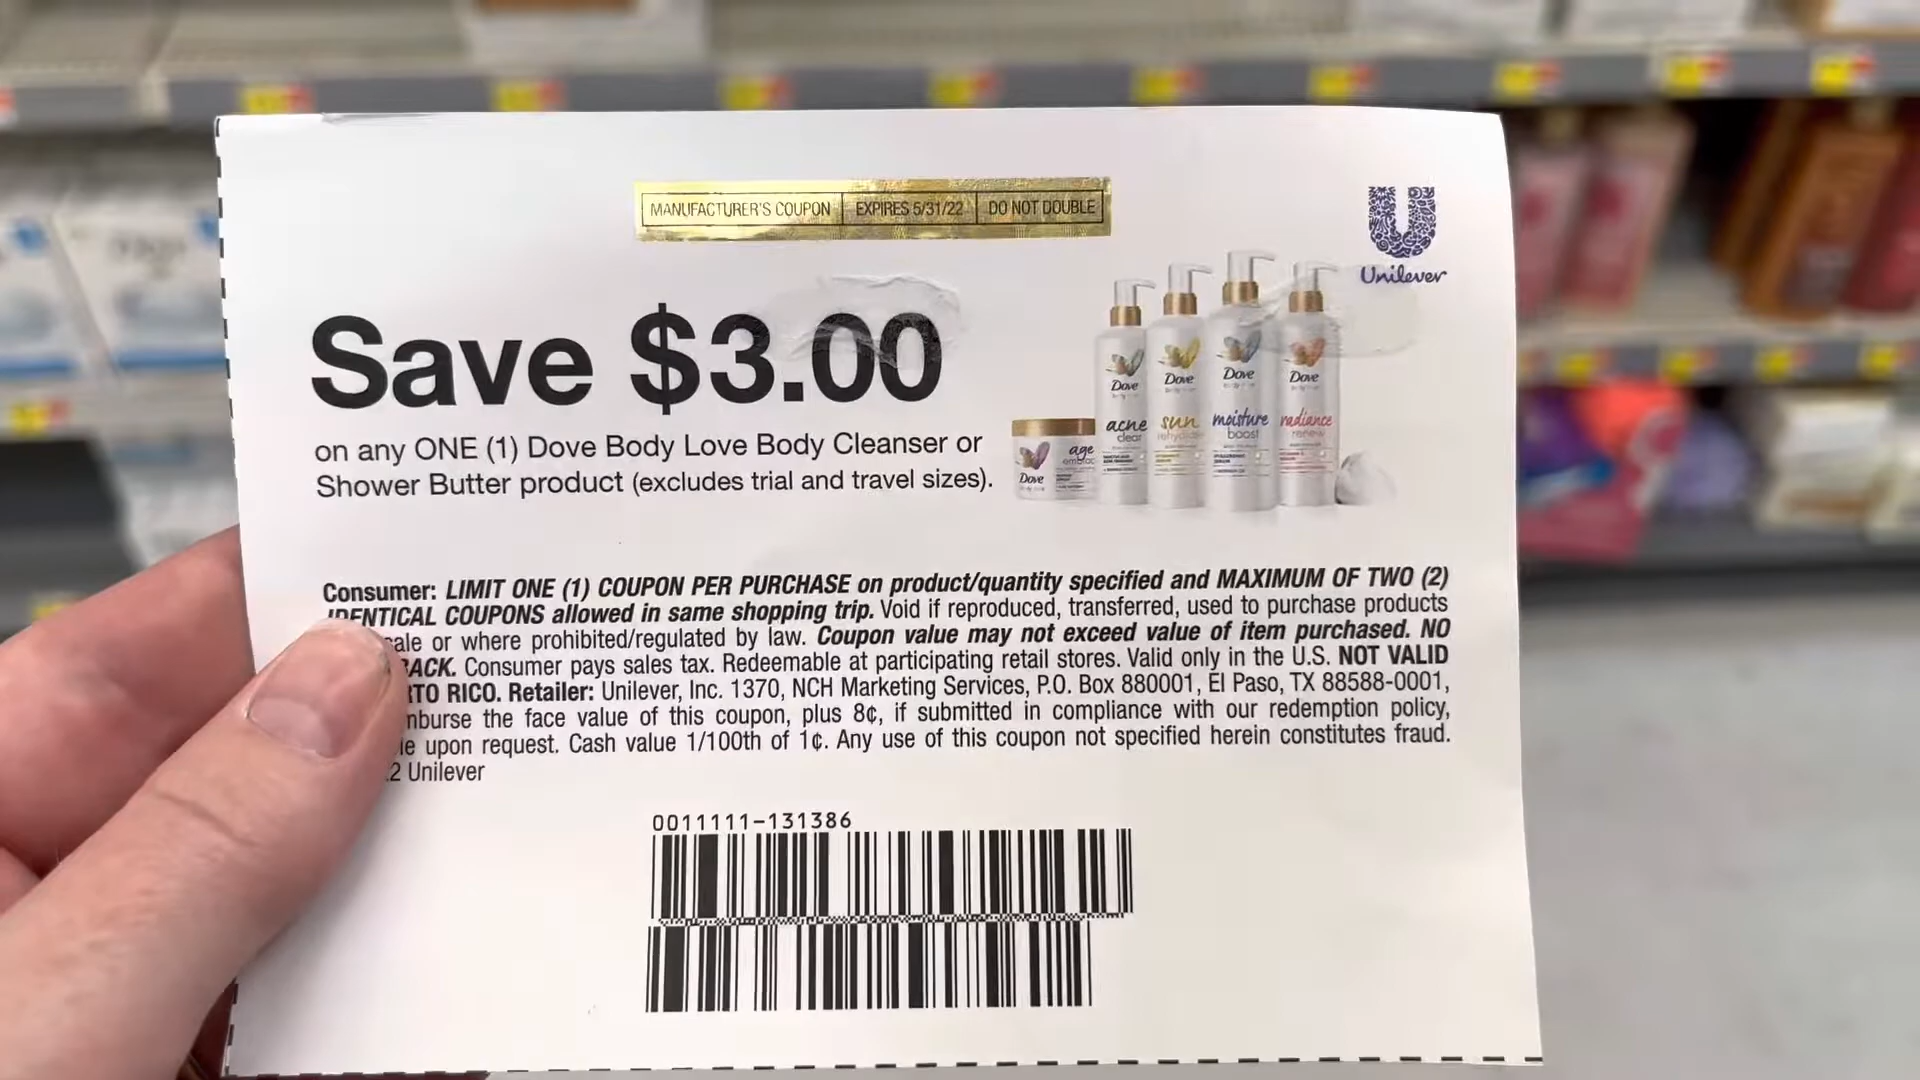 MANUFACTURER'S COUPON EXPIRES 5/31/22 DO NOT DOUBLE
Unilever
Save $3.00
on any ONE (1) Dove Body Love Body Cleanser or
Shower Butter product (excludes trial and travel sizes).
Dove
age
Dove
acne
clear
Dove
sun
Dove
moisture
boost
Dove
radiance
renew
Consumer: LIMIT ONE (1) COUPON PER PURCHASE on product/quantity specified and MAXIMUM OF TWO (2)
IDENTICAL COUPONS allowed in same shopping trip. Void if reproduced, transferred, used to purchase products
or where prohibited/regulated by law. Coupon value may not exceed value of item purchased. NO
Consumer pays sales tax. Redeemable at participating retail stores. Valid only in the U.S. NOT VALID
RICO. Retailer: Unilever, Inc. 1370, NCH Marketing Services, P.O. Box 880001, El Paso, TX 88588-0001,
the face value of this coupon, plus 8¢, if submitted in compliance with our redemption policy,
upon request. Cash value 1/100th of 1¢. Any use of this coupon not specified herein constitutes fraud.
Unilever
0011111-131386